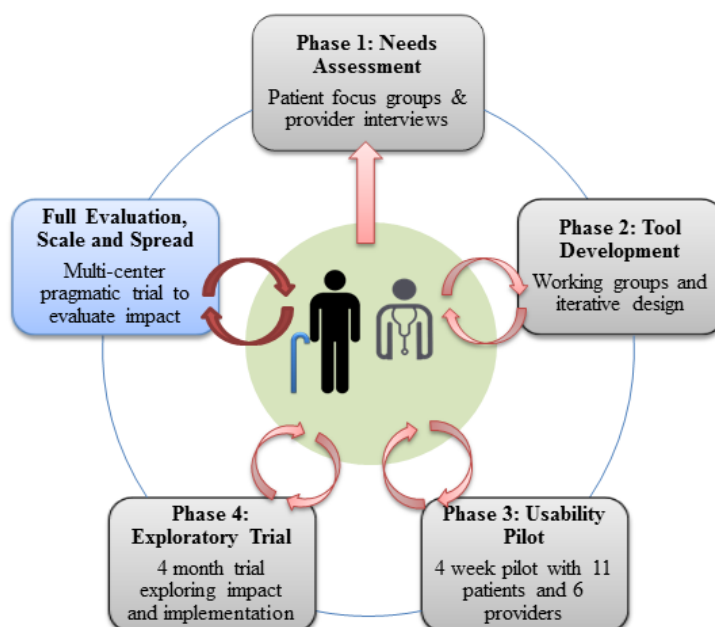 Phase 1: Needs
Assessment
Patient focus groups &
provider interviews
Full Evaluation,
Scale and Spread
Multi-center
pragmatic trial to
evaluate impact
Phase 2: Tool
Development
Working groups and
iterative design
Phase 4:
Exploratory Trial
4 month trial
exploring impact
and implementation
Phase 3: Usability
Pilot
4 week pilot with 11
patients and 6
providers